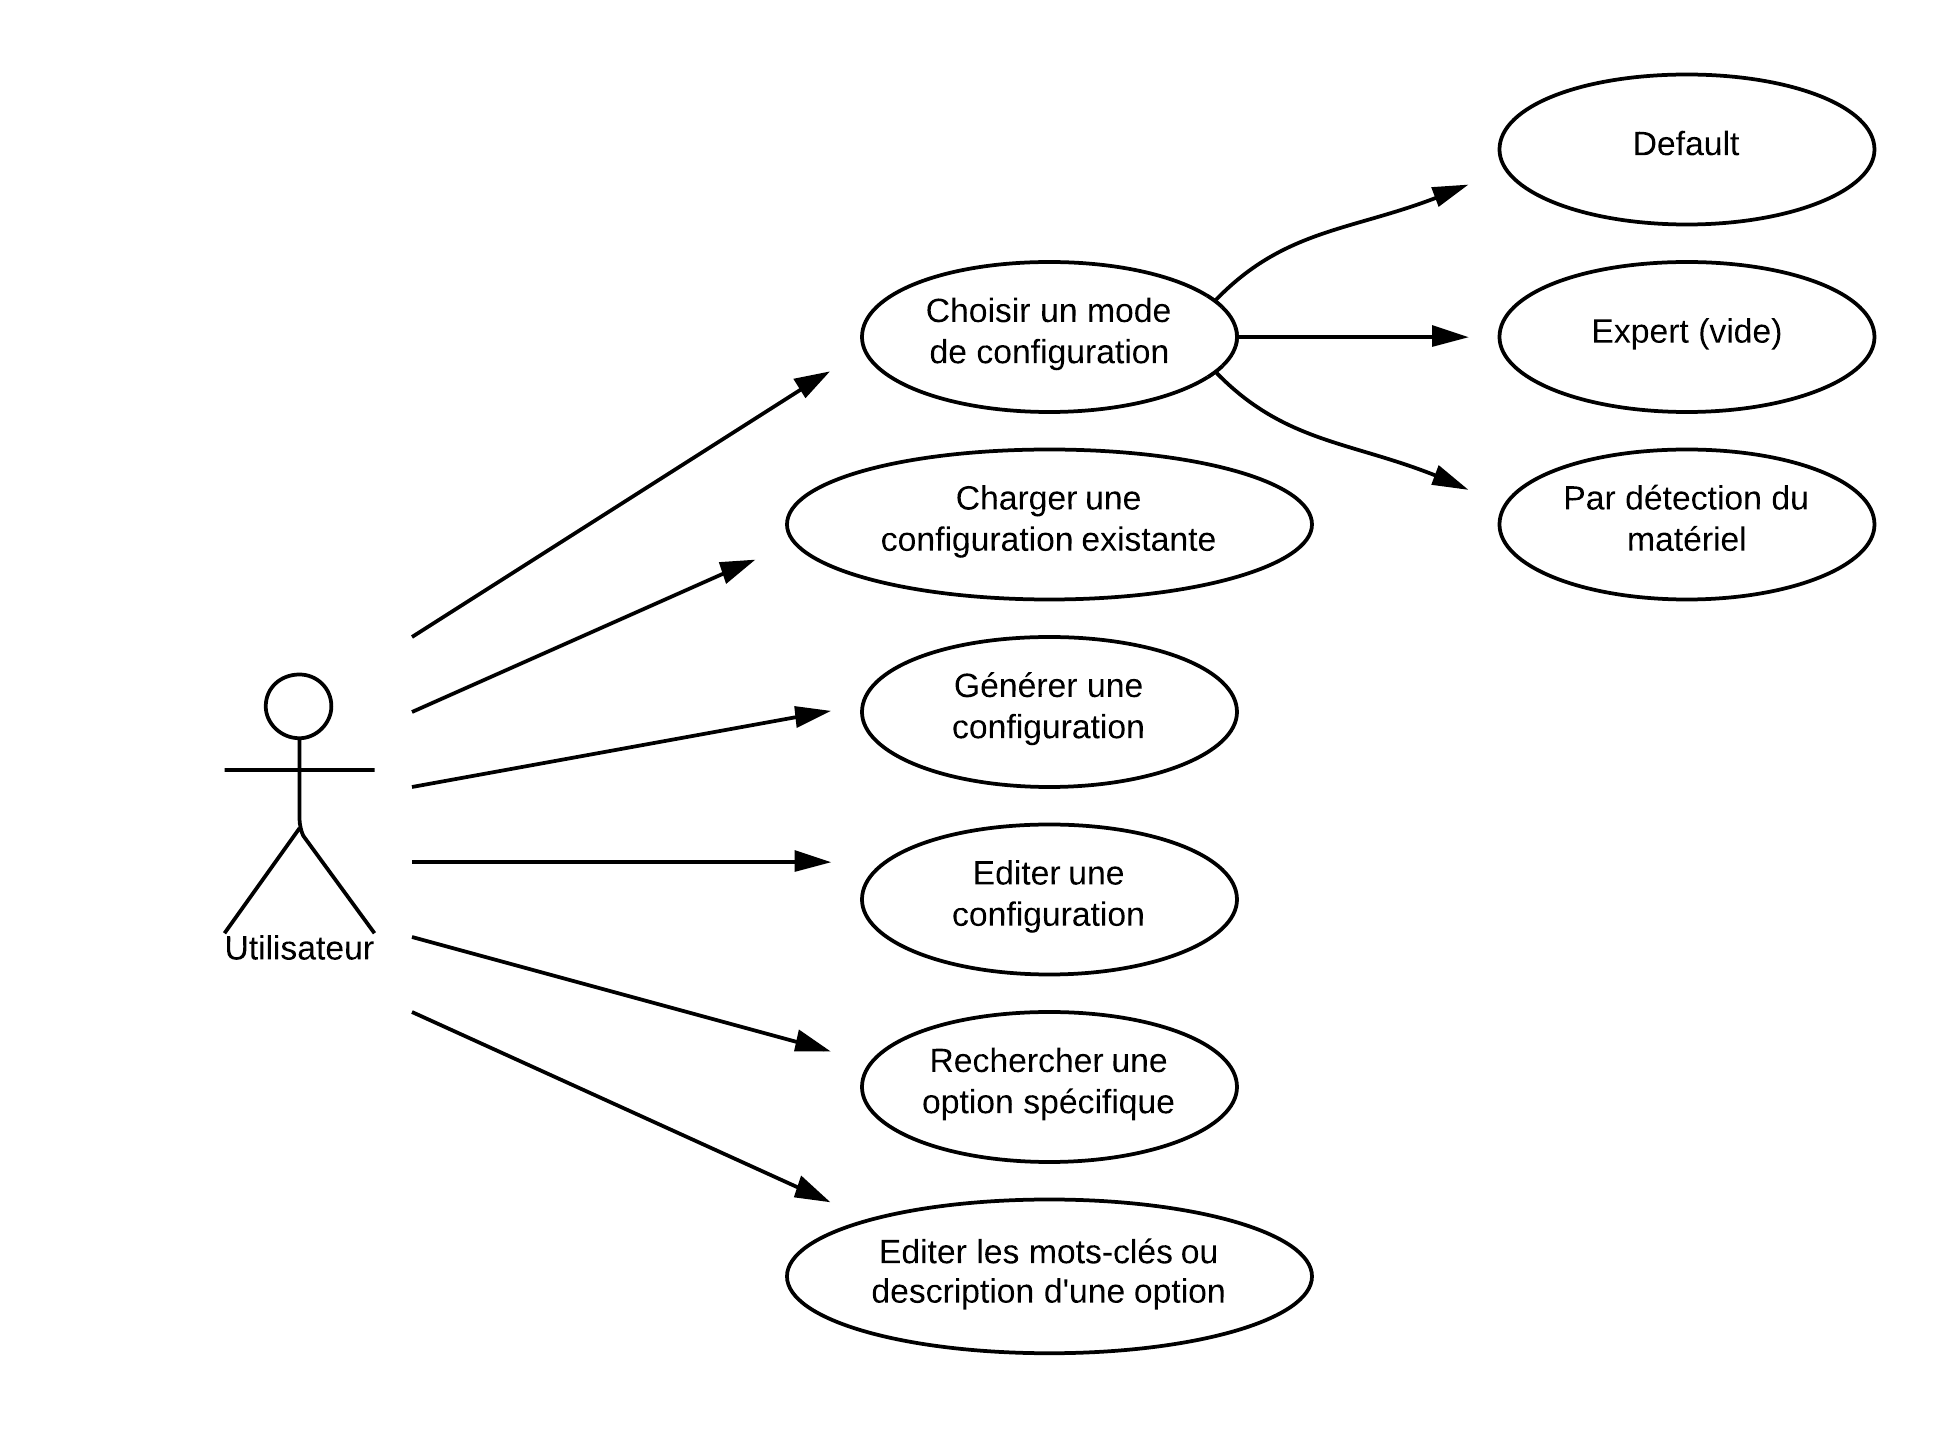 Default
Choisir un mode
de configuration
Expert (vide)
Charger une
configuration existante
Par détection du
matériel
Générer une
configuration
Editer une
configuration
Utilisateur
Rechercher une
option spécifique
Editer les mots-clés ou
description d'une option